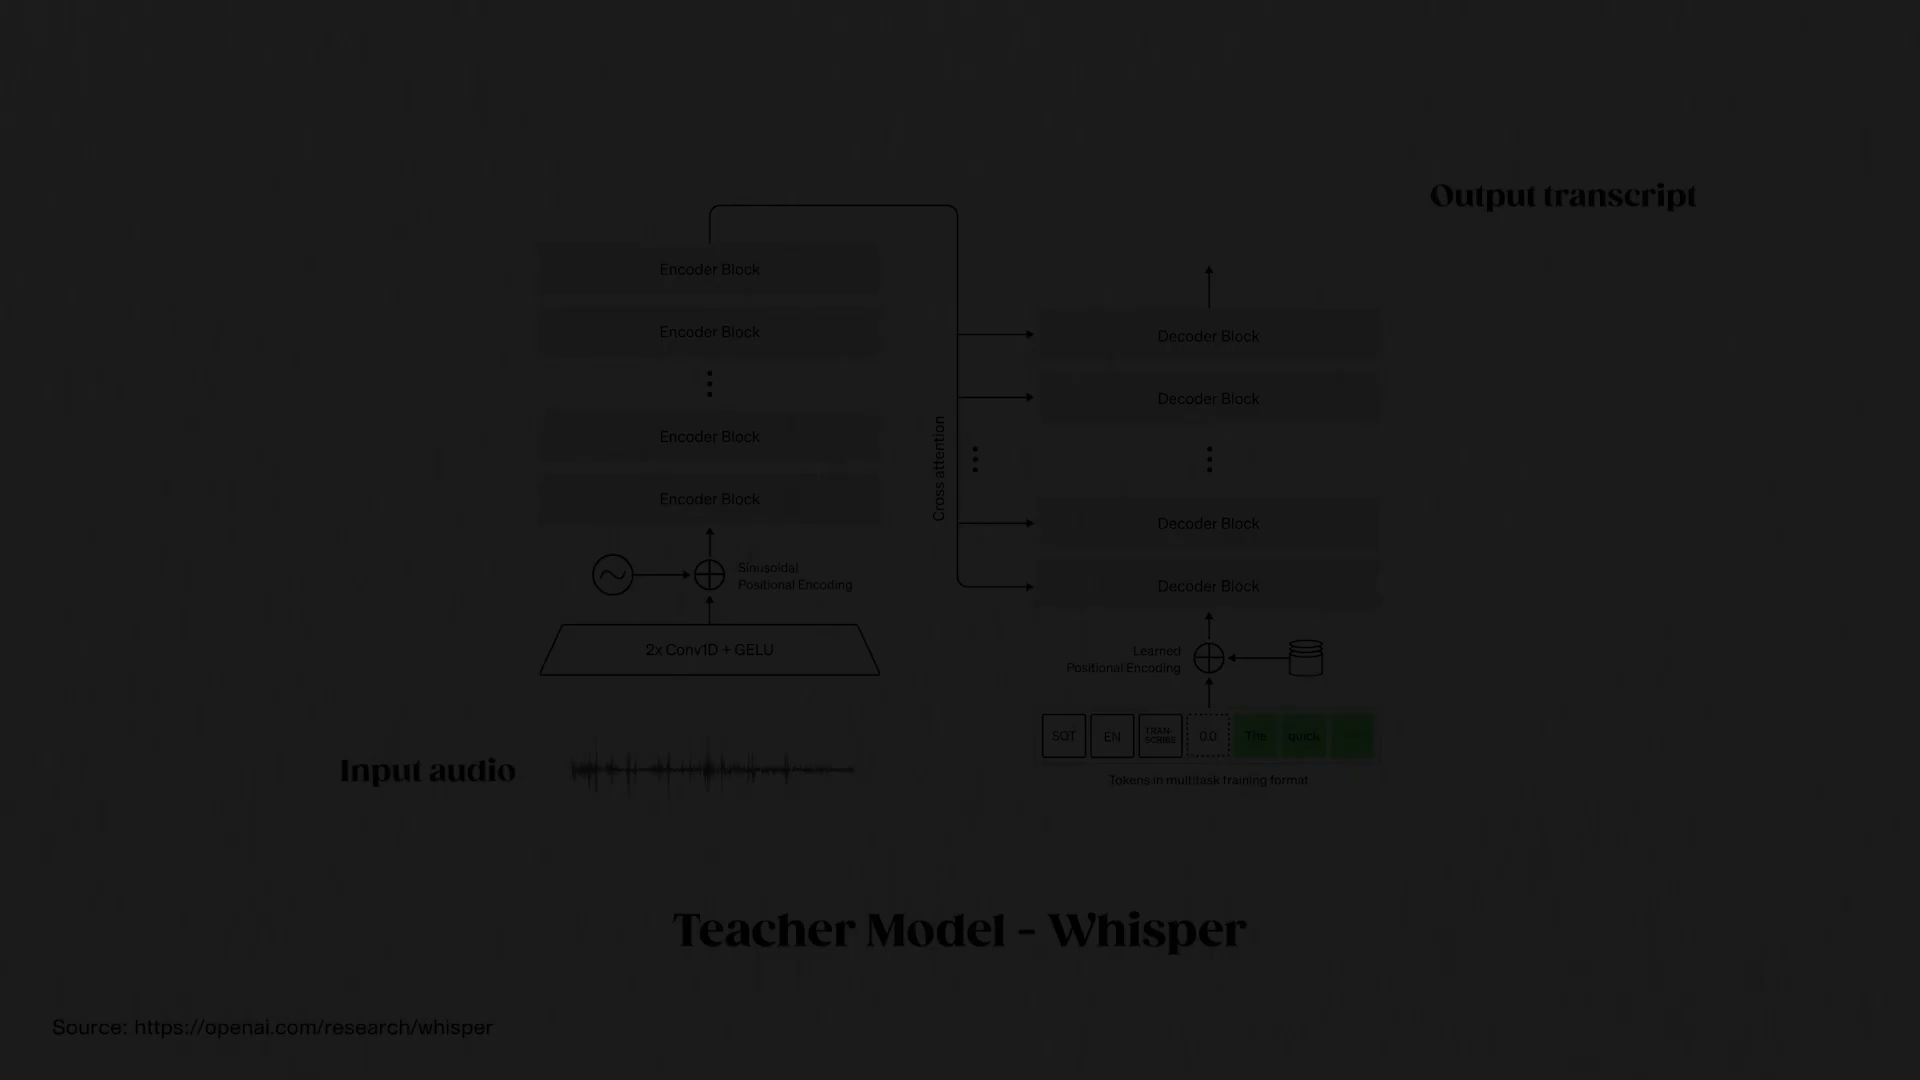 Output transcript
Encoder Block
Encoder Block
Encoder Block
Encoder Block
Sinusoidal
Positional Encoding
2x Conv1D + GELU
Cross attention
Decoder Block
Decoder Block
Decoder Block
Decoder Block
Learned
Positional Encoding
SOT EN TRAN-
SCRIBE 0.0 The quick
Tokens in multitask training format
Input audio
Teacher Model - Whisper
Source: https://openai.com/research/whisper